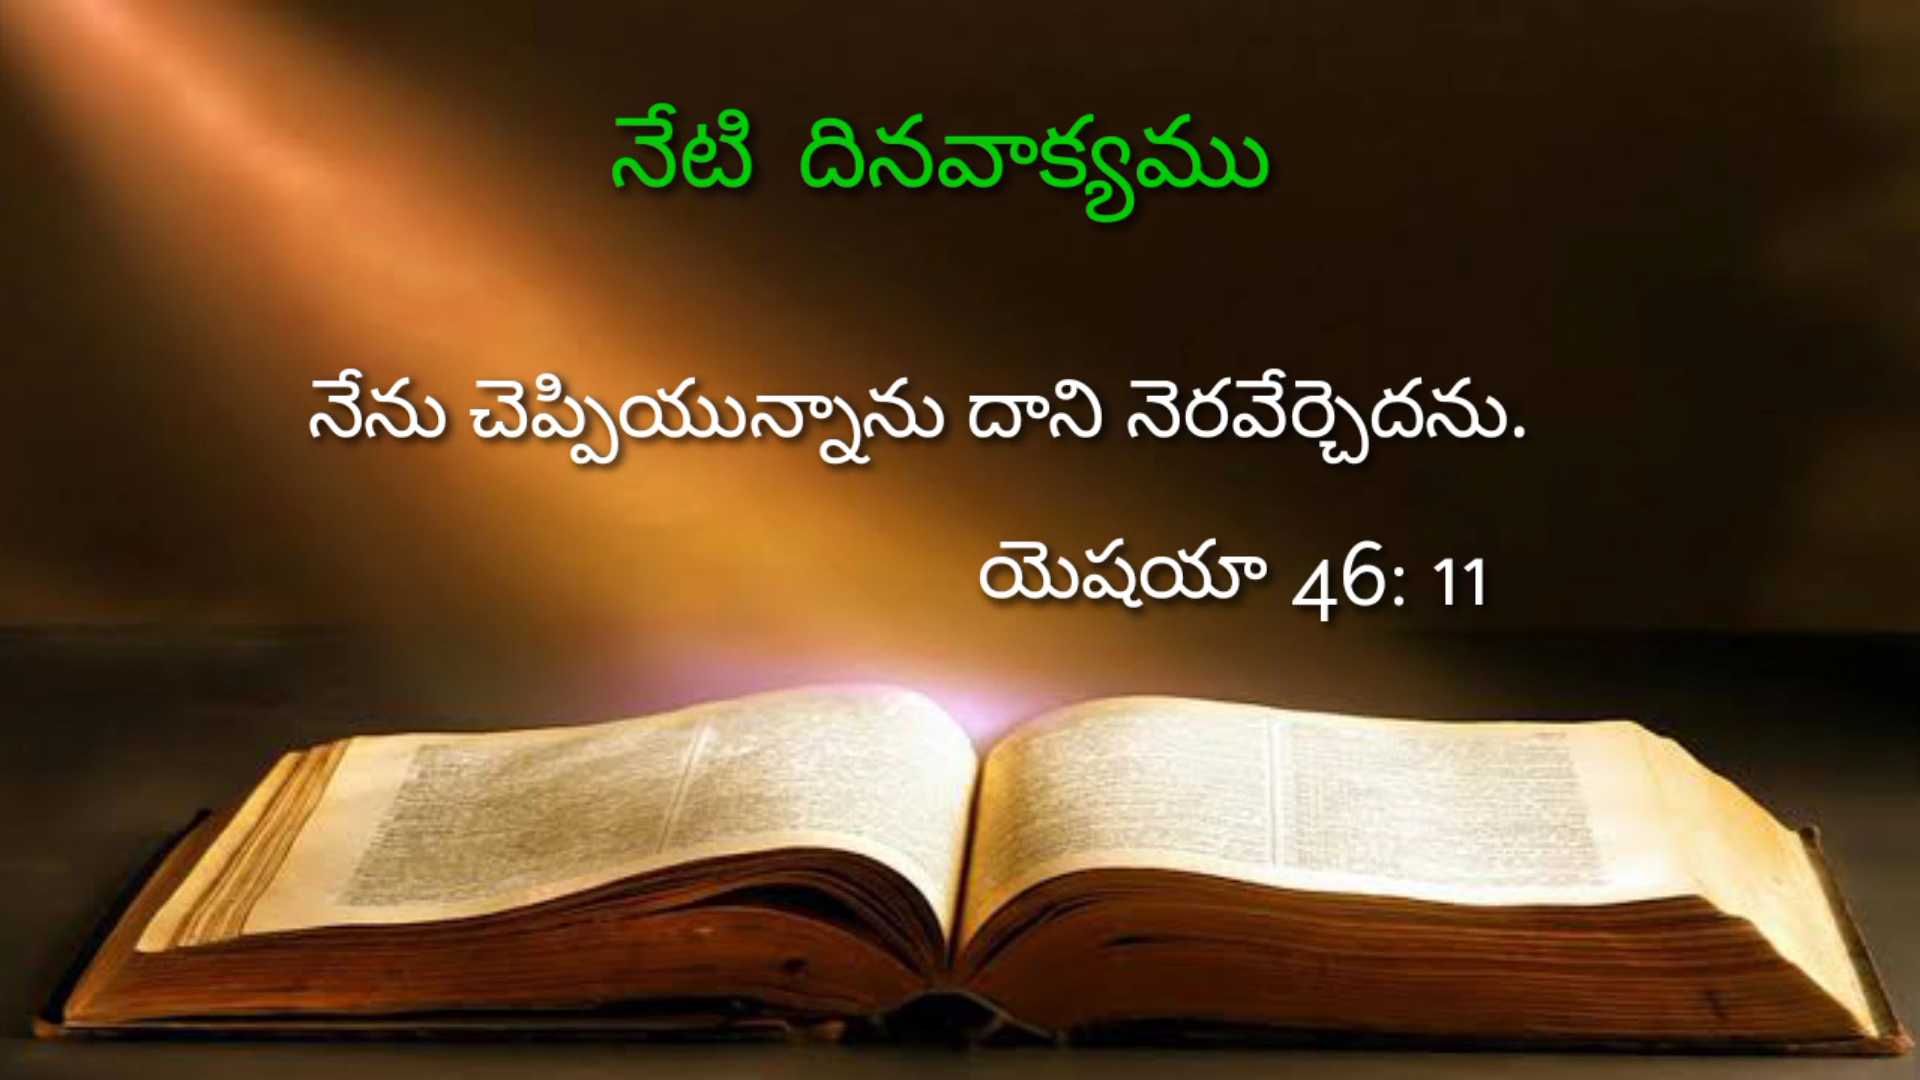 నేటి దినవాక్యము
నేను చెప్పియున్నాను దాని నెరవేర్చెదను.
యెషయా 46: 11